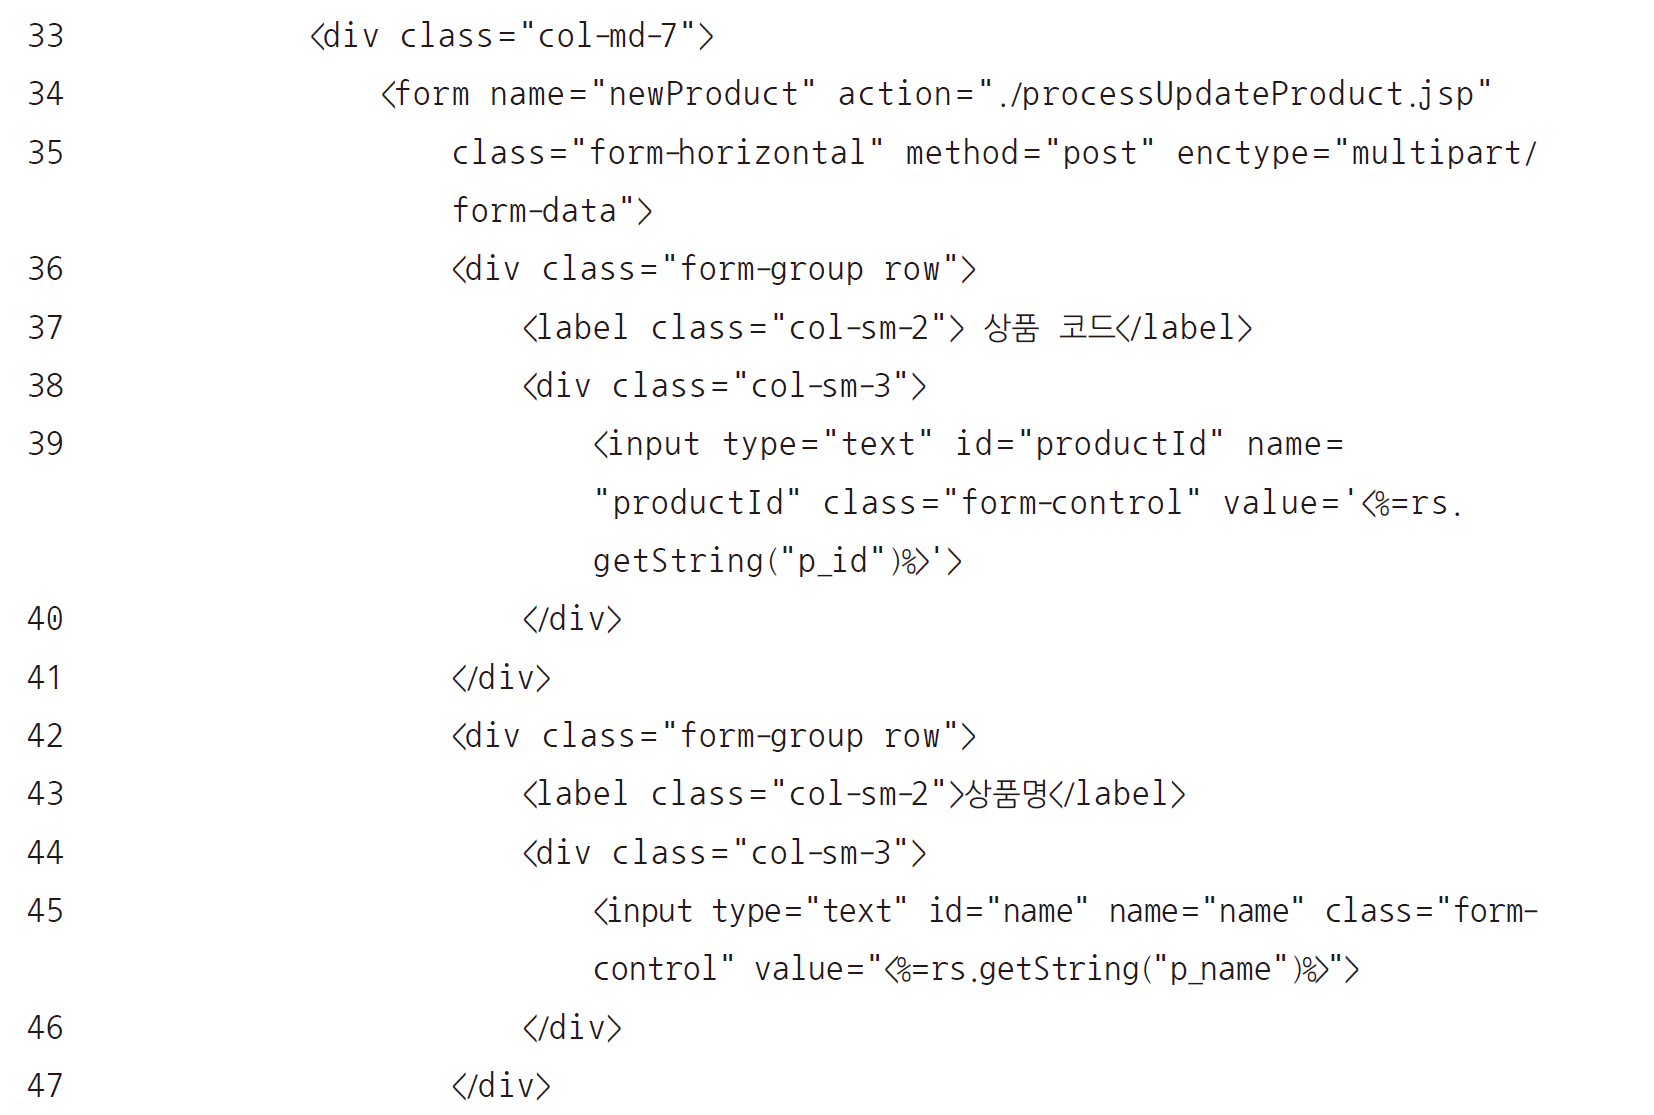 33 <div class="col-md-7">
34 <form name="newProduct" action="./processUpdateProduct.jsp"
35 class="form-horizontal" method="post" enctype="multipart/
form-data">
36 <div class="form-group row">
37 <label class="col-sm-2"> 상품 코드</label>
38 <div class="col-sm-3">
39 <input type="text" id="productId" name=
"productId" class="form-control" value='<%=rs.
getString("p_id")%>'>
40 </div>
41 </div>
42 <div class="form-group row">
43 <label class="col-sm-2">상품명</label>
44 <div class="col-sm-3">
45 <input type="text" id="name" name="name" class="form-
control" value="<%=rs.getString("p_name")%>">
46 </div>
47 </div>